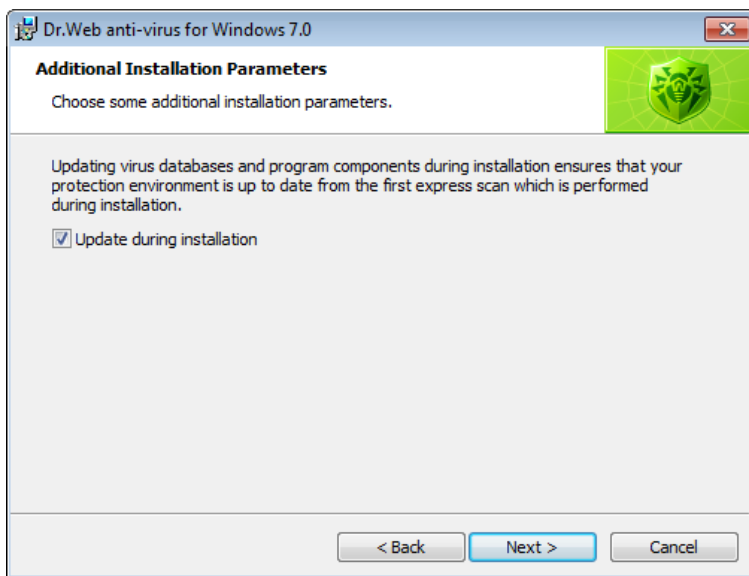 Dr.Web anti-virus for Windows 7.0
Additional Installation Parameters
Choose some additional installation parameters.
Updating virus databases and program components during installation ensures that your
protection environment is up to date from the first express scan which is performed
during installation.
Update during installation
< Back
Next >
Cancel